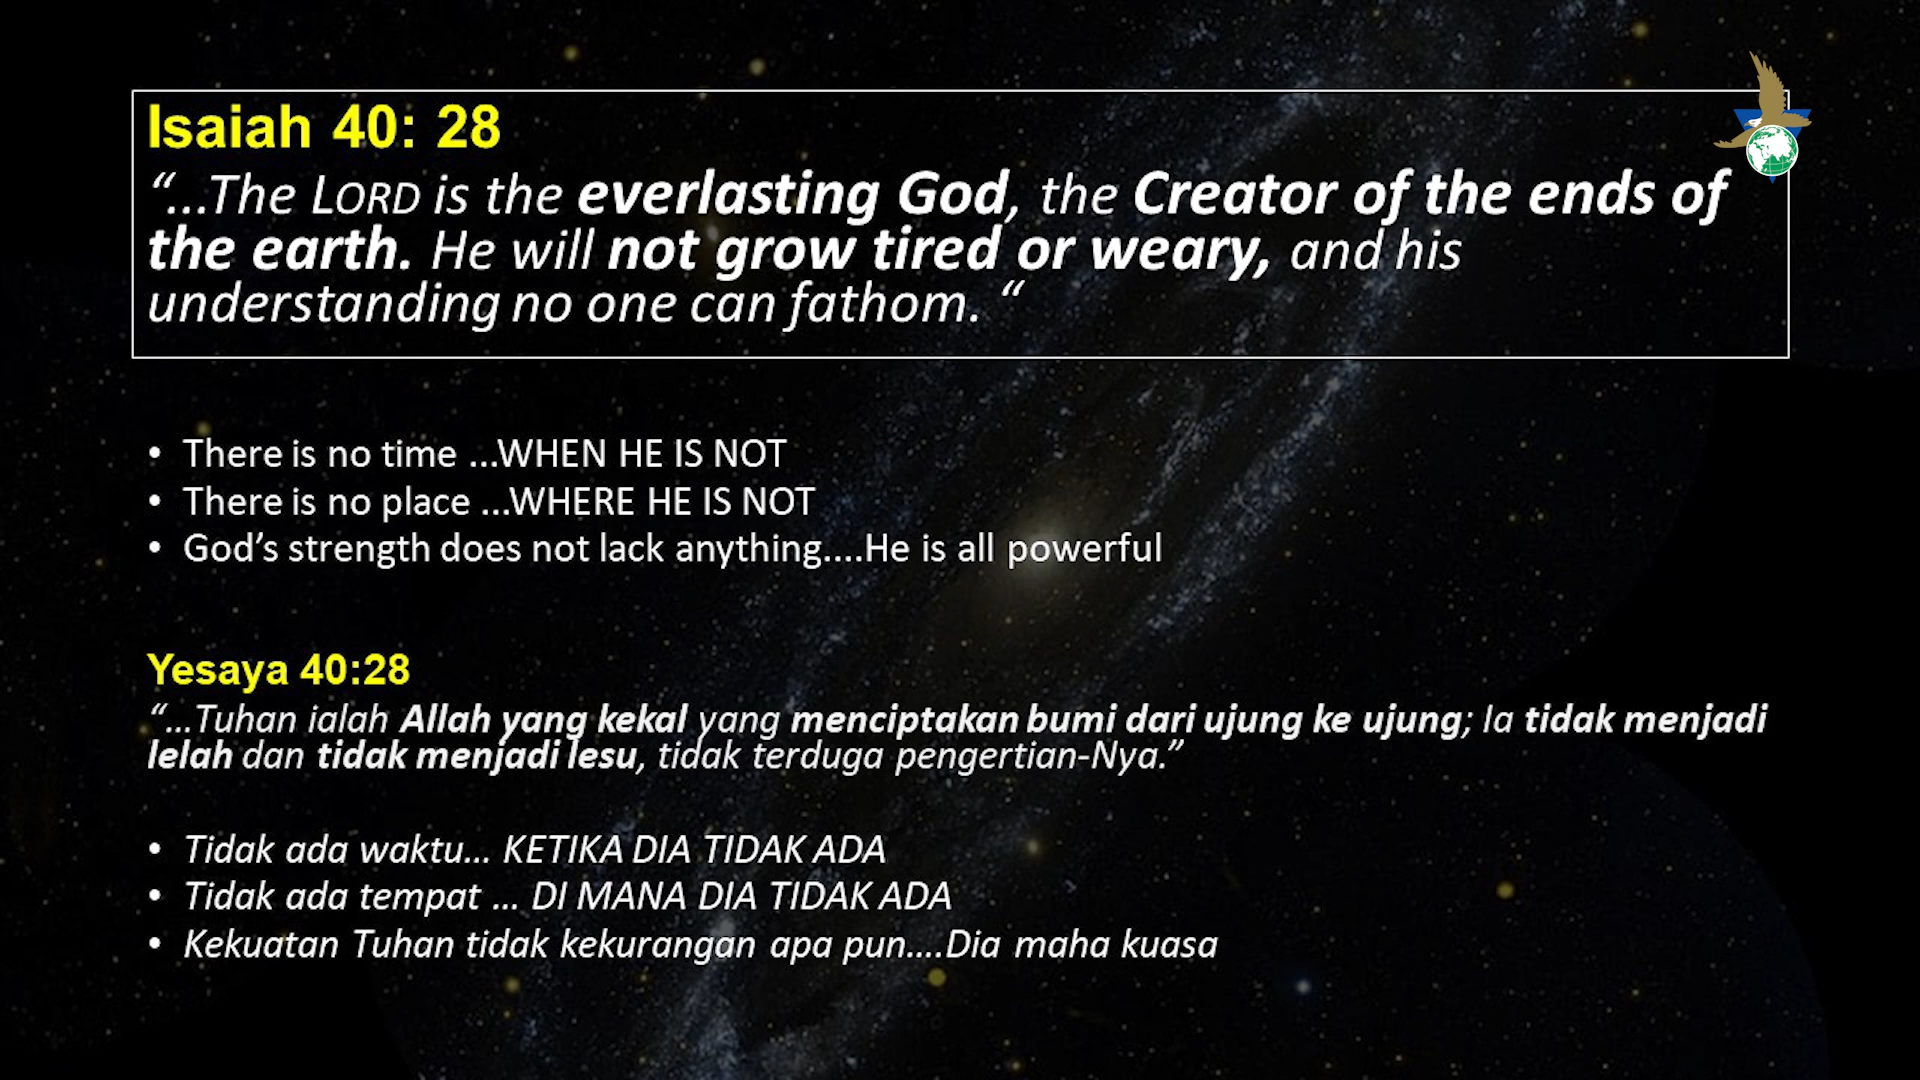 Isaiah 40: 28
“...The LORD is the everlasting God, the Creator of the ends of
the earth. He will not grow tired or weary, and his
understanding no one can fathom. “
• There is no time ...WHEN HE IS NOT
• There is no place ...WHERE HE IS NOT
• God’s strength does not lack anything....He is all powerful
Yesaya 40:28
“...Tuhan ialah Allah yang kekal yang menciptakan bumi dari ujung ke ujung; Ia tidak menjadi
lelah dan tidak menjadi lesu, tidak terduga pengertian-Nya.”
• Tidak ada waktu... KETIKA DIA TIDAK ADA
• Tidak ada tempat ... DI MANA DIA TIDAK ADA
• Kekuatan Tuhan tidak kekurangan apa pun....Dia maha kuasa